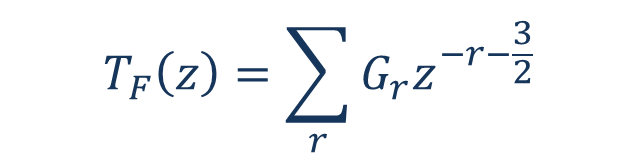 T_F(z) = \sum_r G_r z^{-r-\frac{3}{2}}